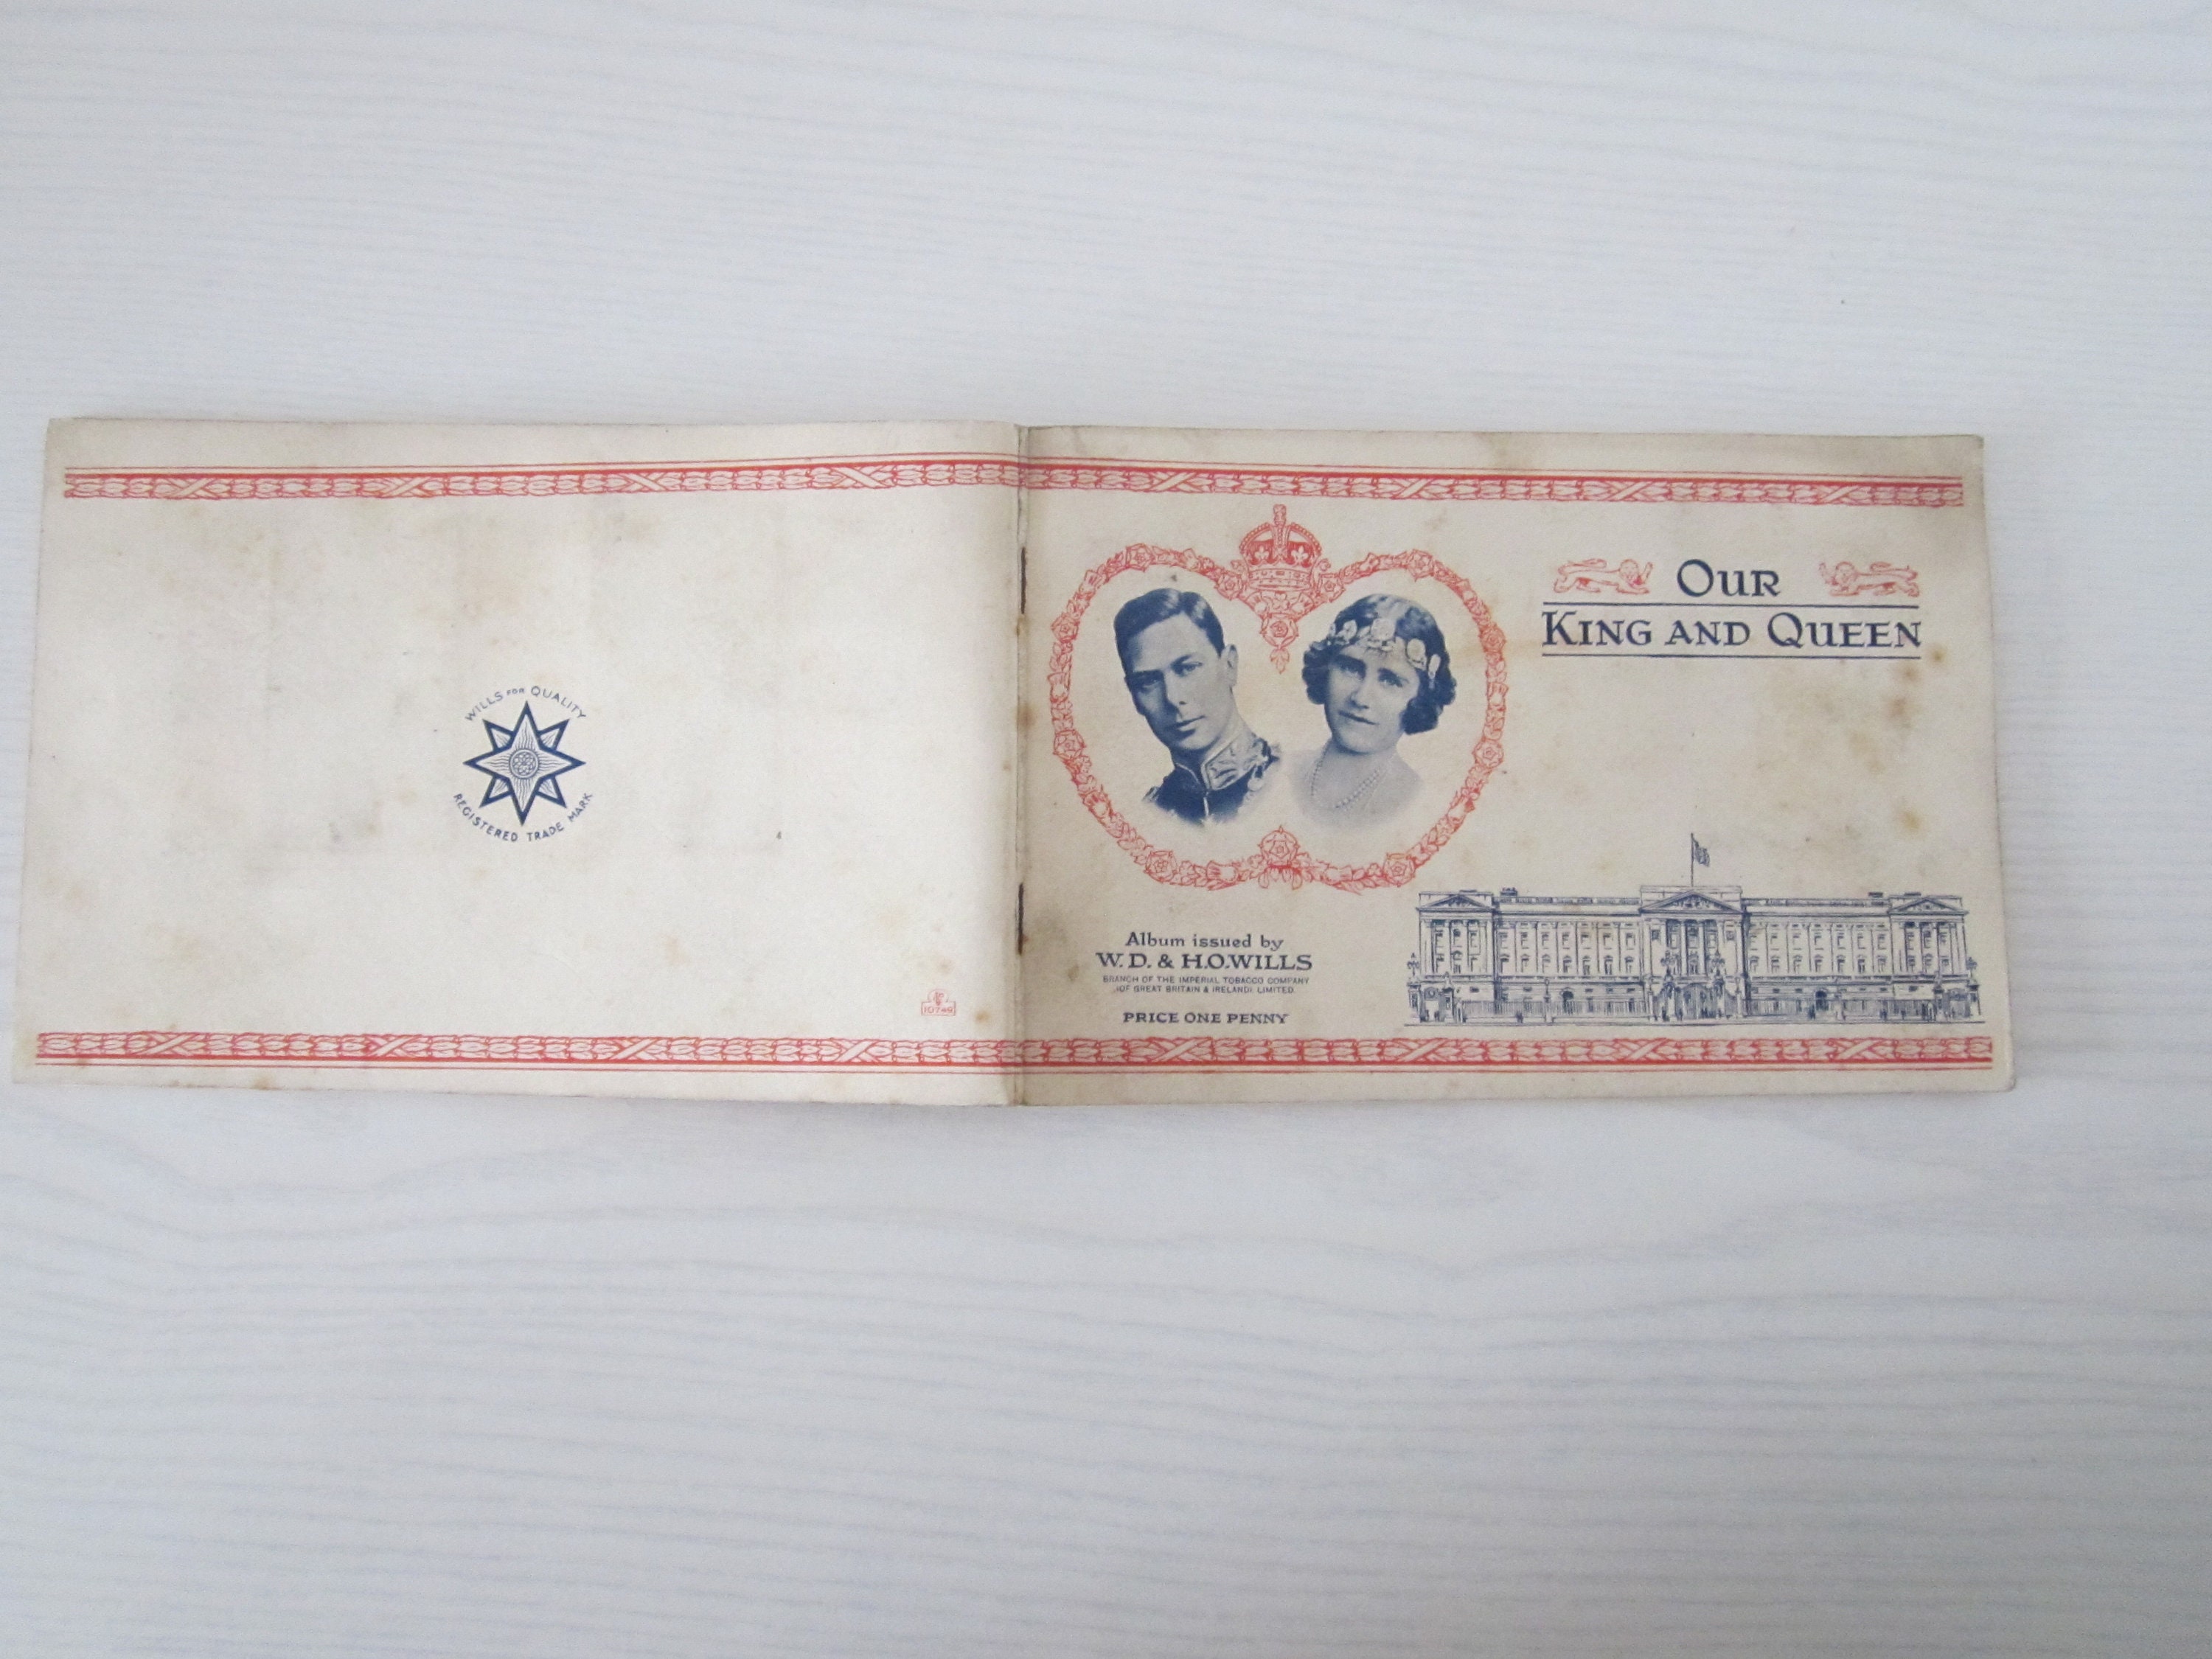 WILLS FOR QUALITY
REGISTERED TRADE MARK
OUR
KING AND QUEEN
Album issued by
W.D. & H.O.WILLS
BRANCH OF THE IMPERIAL TOBACCO COMPANY
(OF GREAT BRITAIN & IRELAND), LIMITED.
PRICE ONE PENNY